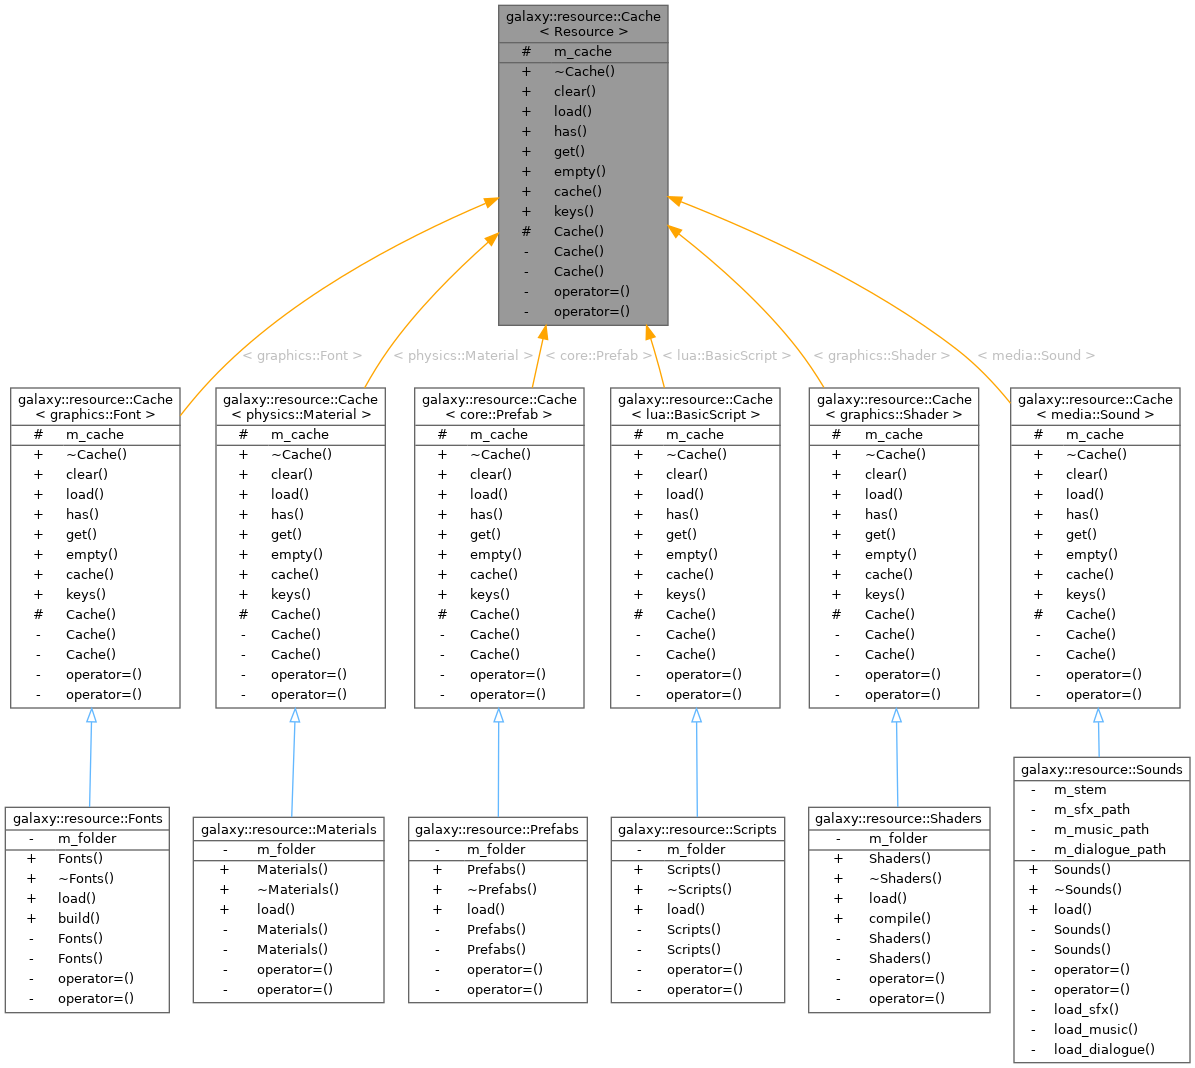 galaxy::resource::Cache
< Resource >
# m_cache
+ ~Cache()
+ clear()
+ load()
+ has()
+ get()
+ empty()
+ cache()
+ keys()
# Cache()
- Cache()
- Cache()
- operator=()
- operator=()
< graphics::Font >
< physics::Material >
< core::Prefab >
< lua::BasicScript >
< graphics::Shader >
< media::Sound >
galaxy::resource::Cache
< graphics::Font >
# m_cache
+ ~Cache()
+ clear()
+ load()
+ has()
+ get()
+ empty()
+ cache()
+ keys()
# Cache()
- Cache()
- Cache()
- operator=()
- operator=()
galaxy::resource::Cache
< physics::Material >
# m_cache
+ ~Cache()
+ clear()
+ load()
+ has()
+ get()
+ empty()
+ cache()
+ keys()
# Cache()
- Cache()
- Cache()
- operator=()
- operator=()
galaxy::resource::Cache
< core::Prefab >
# m_cache
+ ~Cache()
+ clear()
+ load()
+ has()
+ get()
+ empty()
+ cache()
+ keys()
# Cache()
- Cache()
- Cache()
- operator=()
- operator=()
galaxy::resource::Cache
< lua::BasicScript >
# m_cache
+ ~Cache()
+ clear()
+ load()
+ has()
+ get()
+ empty()
+ cache()
+ keys()
# Cache()
- Cache()
- Cache()
- operator=()
- operator=()
galaxy::resource::Cache
< graphics::Shader >
# m_cache
+ ~Cache()
+ clear()
+ load()
+ has()
+ get()
+ empty()
+ cache()
+ keys()
# Cache()
- Cache()
- Cache()
- operator=()
- operator=()
galaxy::resource::Cache
< media::Sound >
# m_cache
+ ~Cache()
+ clear()
+ load()
+ has()
+ get()
+ empty()
+ cache()
+ keys()
# Cache()
- Cache()
- Cache()
- operator=()
- operator=()
galaxy::resource::Fonts
- m_folder
+ Fonts()
+ ~Fonts()
+ load()
+ build()
- Fonts()
- Fonts()
- operator=()
- operator=()
galaxy::resource::Materials
- m_folder
+ Materials()
+ ~Materials()
+ load()
- Materials()
- Materials()
- operator=()
- operator=()
galaxy::resource::Prefabs
- m_folder
+ Prefabs()
+ ~Prefabs()
+ load()
- Prefabs()
- Prefabs()
- operator=()
- operator=()
galaxy::resource::Scripts
- m_folder
+ Scripts()
+ ~Scripts()
+ load()
- Scripts()
- Scripts()
- operator=()
- operator=()
galaxy::resource::Shaders
- m_folder
+ Shaders()
+ ~Shaders()
+ load()
+ compile()
- Shaders()
- Shaders()
- operator=()
- operator=()
galaxy::resource::Sounds
- m_stem
- m_sfx_path
- m_music_path
- m_dialogue_path
+ Sounds()
+ ~Sounds()
+ load()
- Sounds()
- Sounds()
- operator=()
- operator=()
- load_sfx()
- load_music()
- load_dialogue()